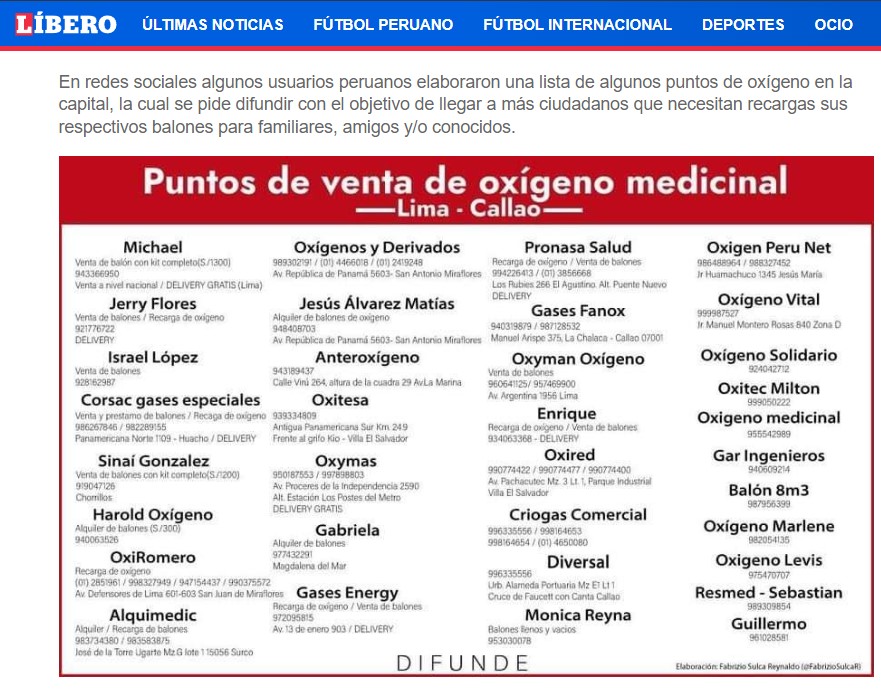 LÍBERO ÚLTIMAS NOTICIAS FÚTBOL PERUANO FÚTBOL INTERNACIONAL DEPORTES OCIO
En redes sociales algunos usuarios peruanos elaboraron una lista de algunos puntos de oxígeno en la
capital, la cual se pide difundir con el objetivo de llegar a más ciudadanos que necesitan recargas sus
respectivos balones para familiares, amigos y/o conocidos.
Puntos de venta de oxígeno medicinal
Lima - Callao
Michael
Venta de balón con kit completo(S./1300)
943366950
Venta a nivel nacional / DELIVERY GRATIS (Lima)
Jerry Flores
Venta de balones / Recarga de oxígeno
921776722
DELIVERY
Israel López
Venta de balones
928162987
Corsac gases especiales
Venta y prestamo de balones / Recaga de oxígeno
986267846 / 982289155
Panamericana Norte 1109 - Huacho / DELIVERY
Sinaí Gonzalez
Venta de balones con kit completo(S./1200)
919047126
Chorrillos
Harold Oxígeno
Alquiler de balones (S./300)
940063526
OxiRomero
Recarga de oxígeno
(01) 2851961 / 998327949 / 947154437 / 990375572
Av. Defensores de Lima 601-603 San Juan de Miraflores
Alquimedic
Alquiler / Recarga de balones
983734380 / 983583875
José de la Torre Ugarte Mz.G lote 1 15056 Surco
Oxígenos y Derivados
989302191 / (01) 4466018 / (01) 2419248
Av. República de Panamá 5603- San Antonio Miraflores
Jesús Álvarez Matías
Alquiler de balones de oxígeno
948408703
Av República de Panamá 5603- San Antonio Miraflores
Anteroxígeno
943189437
Calle Virú 264, altura de la cuadra 29 Av.La Marina
Oxitesa
939334809
Antigua Panamericana Sur Km. 24.9
Frente al grifo Kio - Villa El Salvador
Oxymas
950187553 / 997898803
Av. Proceres de la Independencia 2590
Alt. Estación Los Postes del Metro
DELIVERY GRATIS
Gabriela
Alquiler de balones
977432291
Magdalena del Mar
Gases Energy
Recarga de oxígeno / Venta de balones
972095815
Av. 13 de enero 903 / DELIVERY
Pronasa Salud
Recarga de oxígeno / Venta de balones
994226413 / (01) 3856668
Los Rubies 266 El Agustino. Alt. Puente Nuevo
DELIVERY
Gases Fanox
940319879 / 987128532
Manuel Arispe 375, La Chalaca - Callao 07001
Oxyman Oxígeno
Venta de balones
960641125/ 957469900
Av. Argentina 1956 Lima
Enrique
Recarga de oxígeno / Venta de balones
934063368 - DELIVERY
Oxired
990774422 / 990774477 / 990774400
Av. Pachacutec Mz. 3 Lt. 1, Parque Industrial
Villa El Salvador
Criogas Comercial
996335556 / 998164653
998164654 / (01) 4650080
Diversal
996335556
Urb. Alameda Portuaria Mz E1 Lt 1
Cruce de Faucett con Canta Callao
Monica Reyna
Balones llenos y vacios
953030078
Oxigen Peru Net
986488964 / 988327452
Jr Huamachuco 1345 Jesús María
Oxígeno Vital
999987527
Ir. Manuel Montero Rosas 840 Zona D
Oxígeno Solidario
924042712
Oxitec Milton
999050222
Oxigeno medicinal
955542989
Gar Ingenieros
940609214
Balón 8m3
987956399
Oxígeno Marlene
982054135
Oxigeno Levis
975470707
Resmed - Sebastian
989309854
Guillermo
961028581
DIFUNDE
Elaboración: Fabrizio Sulca Reynaldo (@FabrizioSulcaR)